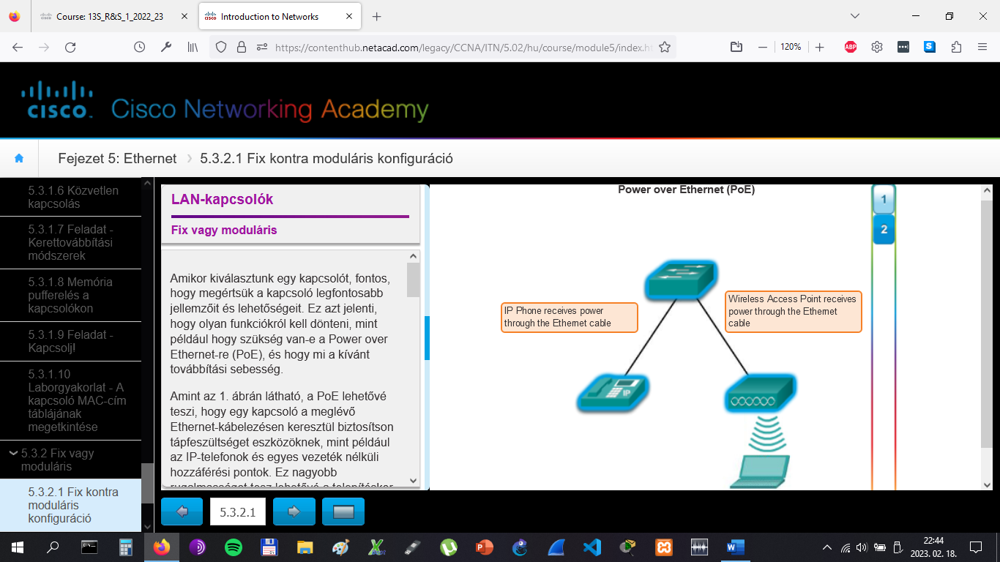 Course: 13S_R&S_1_2022_23
Introduction to Networks
https://contenthub.netacad.com/legacy/CCNA/ITN/5.02/hu/course/module5/index.h
120%
ABP
CISCO
Cisco Networking Academy
Fejezet 5: Ethernet
5.3.2.1 Fix kontra moduláris konfiguráció
5.3.1.6 Közvetlen
kapcsolás
5.3.1.7 Feladat -
Kerettovábbítási
módszerek
5.3.1.8 Memória
pufferelés a
kapcsolókon
5.3.1.9 Feladat -
Kapcsolj!
5.3.1.10
Laborgyakorlat - A
kapcsoló MAC-cím
táblájának
megetkintése
5.3.2 Fix vagy
moduláris
5.3.2.1 Fix kontra
moduláris
konfiguráció
LAN-kapcsolók
Fix vagy moduláris
Amikor kiválasztunk egy kapcsolót, fontos,
hogy megértsük a kapcsoló legfontosabb
jellemzőit és lehetőségeit. Ez azt jelenti,
hogy olyan funkciókról kell dönteni, mint
például hogy szükség van-e a Power over
Ethernet-re (PoE), és hogy mi a kívánt
továbbítási sebesség.
Amint az 1. ábrán látható, a PoE lehetővé
teszi, hogy egy kapcsoló a meglévő
Ethernet-kábelezésen keresztül biztosítson
tápfeszültséget eszközöknek, mint például
az IP-telefonok és egyes vezeték nélküli
hozzáférési pontok. Ez nagyobb
rugalmasságot tesz lehetővé a telepítéskor
Power over Ethernet (PoE)
1
2
IP Phone receives power
through the Ethernet cable
Wireless Access Point receives
power through the Ethernet
cable
IP
5.3.2.1
22:44
2023. 02. 18.